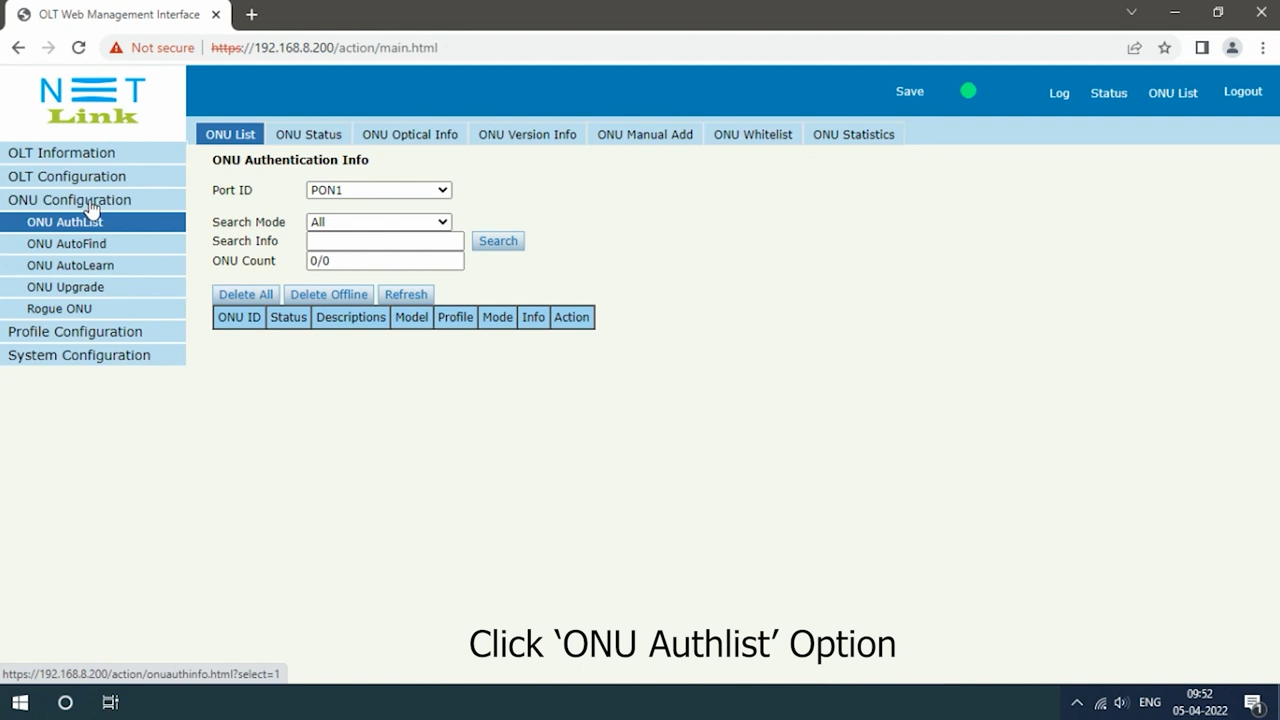 OLT Web Management Interface
Not secure
https://192.168.8.200/action/main.html
NET
Link
Save
Log
Status
ONU List
Logout
OLT Information
OLT Configuration
ONU Configuration
ONU AuthList
ONU AutoFind
ONU AutoLearn
ONU Upgrade
Rogue ONU
Profile Configuration
System Configuration
ONU List
ONU Status
ONU Optical Info
ONU Version Info
ONU Manual Add
ONU Whitelist
ONU Statistics
ONU Authentication Info
Port ID PON1
Search Mode All
Search Info Search
ONU Count 0/0
Delete All Delete Offline Refresh
ONU ID Status Descriptions Model Profile Mode Info Action
Click ‘ONU Authlist’ Option
https://192.168.8.200/action/onuauthinfo.html?select=1
ENG
09:52
05-04-2022
1